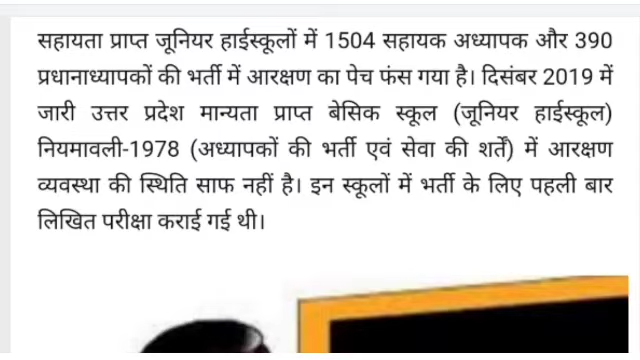 सहायता प्राप्त जूनियर हाईस्कूलों में 1504 सहायक अध्यापक और 390
प्रधानाध्यापकों की भर्ती में आरक्षण का पेच फंस गया है। दिसंबर 2019 में
जारी उत्तर प्रदेश मान्यता प्राप्त बेसिक स्कूल (जूनियर हाईस्कूल)
नियमावली-1978 (अध्यापकों की भर्ती एवं सेवा की शर्तें) में आरक्षण
व्यवस्था की स्थिति साफ नहीं है। इन स्कूलों में भर्ती के लिए पहली बार
लिखित परीक्षा कराई गई थी।